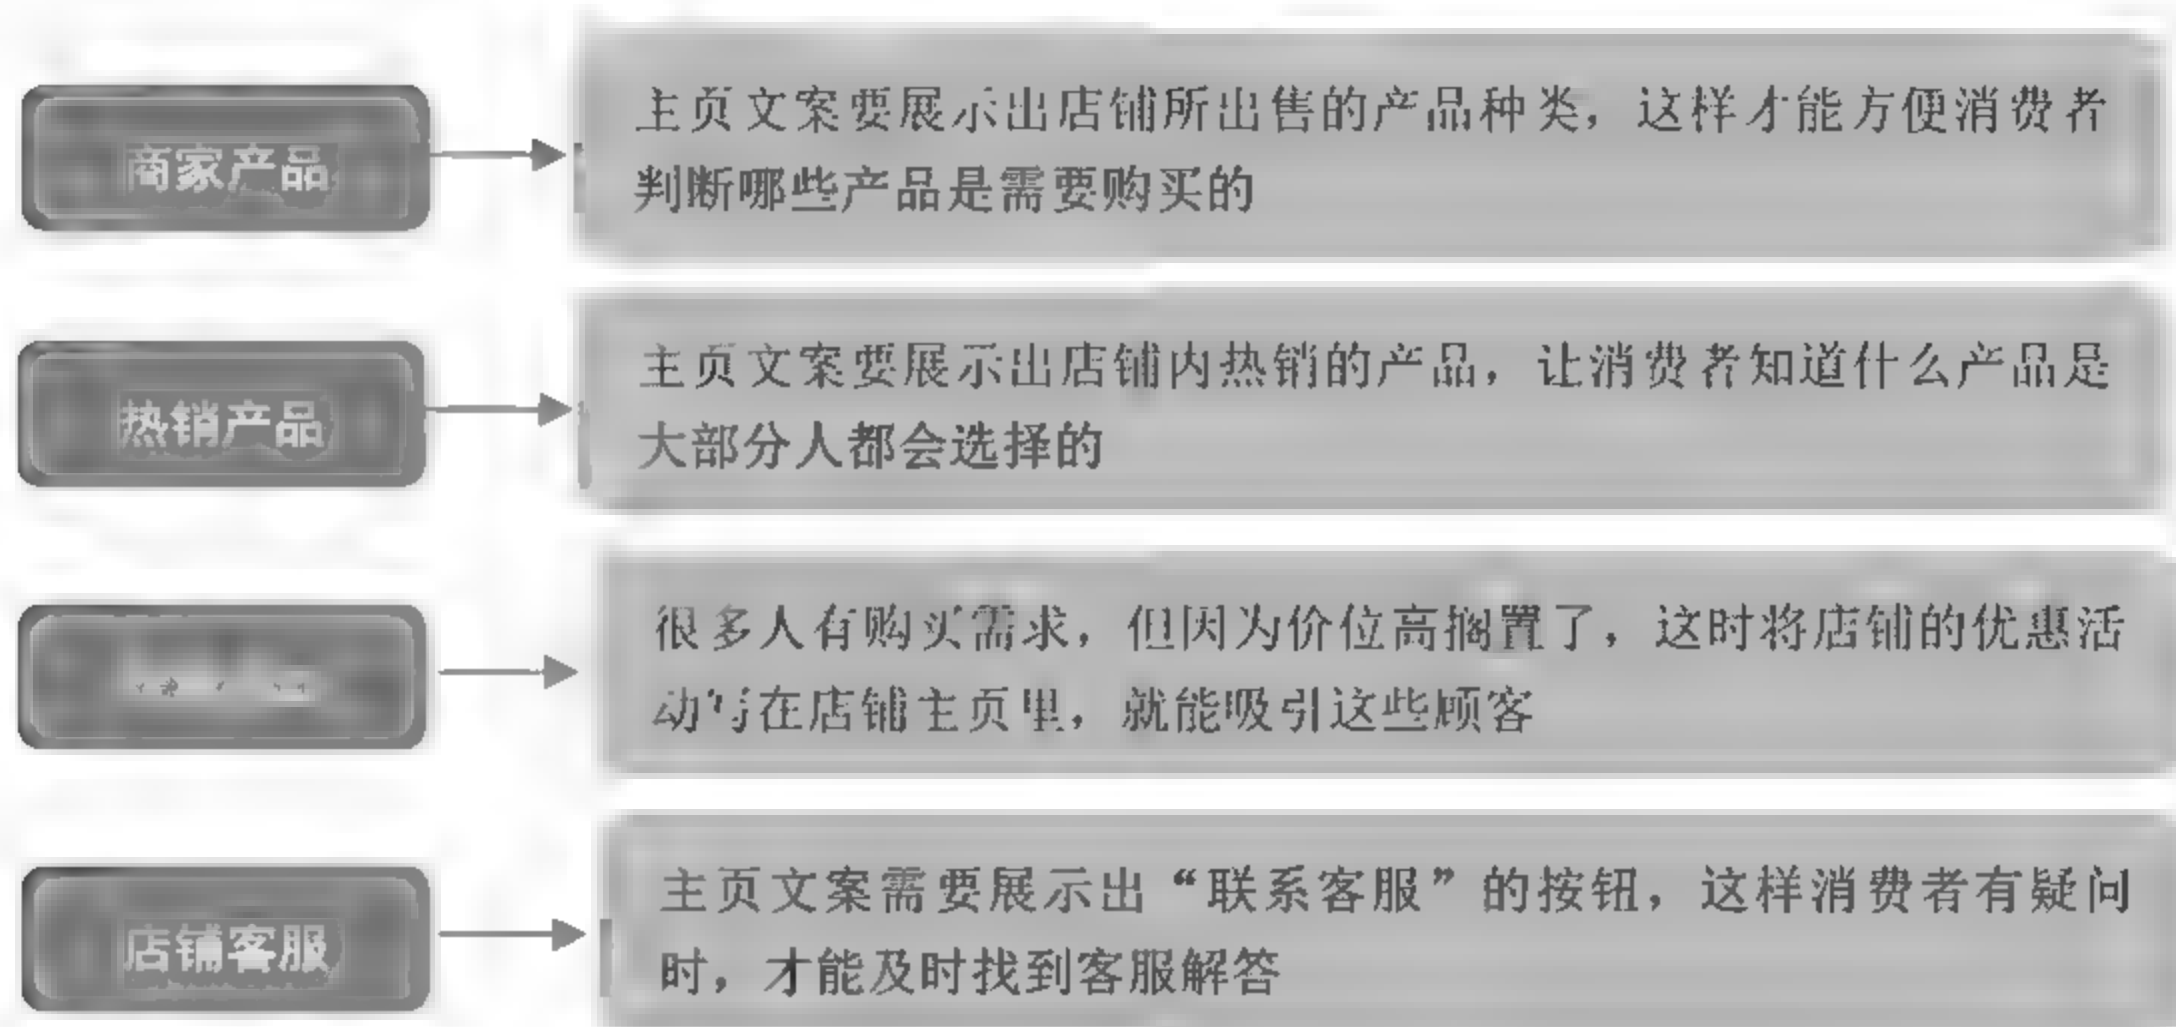 商家产品
主页文案要展示出店铺所出售的产品种类，这样才能方便消费者
判断哪些产品是需要购买的
热销产品
主页文案要展示出店铺内热销的产品，让消费者知道什么产品是
大部分人都会选择的
很多人有购买需求，但因为价位高搁置了，这时将店铺的优惠活
动写在店铺主页里，就能吸引这些顾客
店铺客服
主页文案需要展示出“联系客服”的按钮，这样消费者有疑问
时，才能及时找到客服解答